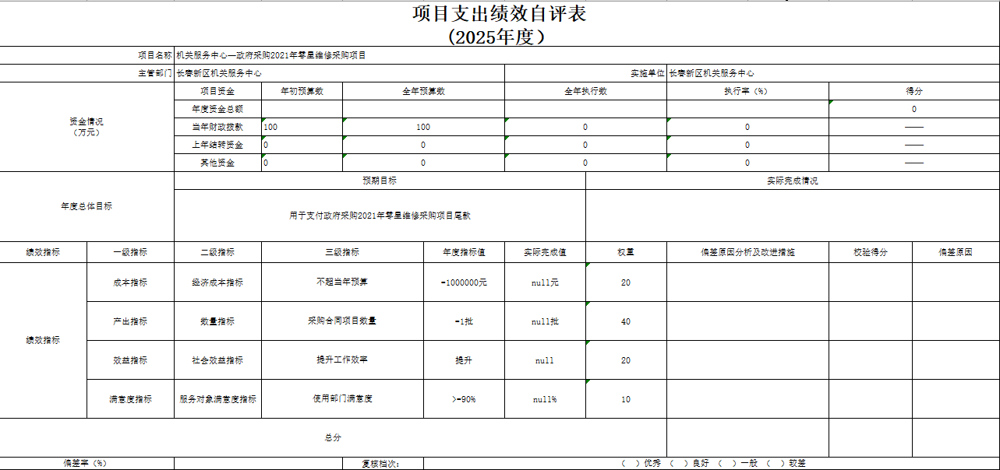 项目支出绩效自评表
(2025年度)
项目名称 机关服务中心—政府采购2021年零星维修采购项目
主管部门 长春新区机关服务中心 实施单位 长春新区机关服务中心
资金情况
(万元)
项目资金 年初预算数 全年预算数 全年执行数 执行率(%) 得分
年度资金总额 0
当年财政拨款 100 100 0 0 ——
上年结转资金 0 0 0 0 ——
其他资金 0 0 0 0 ——
年度总体目标 预期目标 实际完成情况
用于支付政府采购2021年零星维修采购项目尾款
绩效指标 一级指标 二级指标 三级指标 年度指标值 实际完成值 权重 偏差原因分析及改进措施 校验得分 偏差原因
绩效指标
成本指标 经济成本指标 不超当年预算 =1000000元 null元 20
产出指标 数量指标 采购合同项目数量 =1批 null批 40
效益指标 社会效益指标 提升工作效率 提升 null 20
满意度指标 服务对象满意度指标 使用部门满意度 >=90% null% 10
总分
偏差率(%) 复核档次: ( )优秀 ( )良好 ( )一般 ( )较差